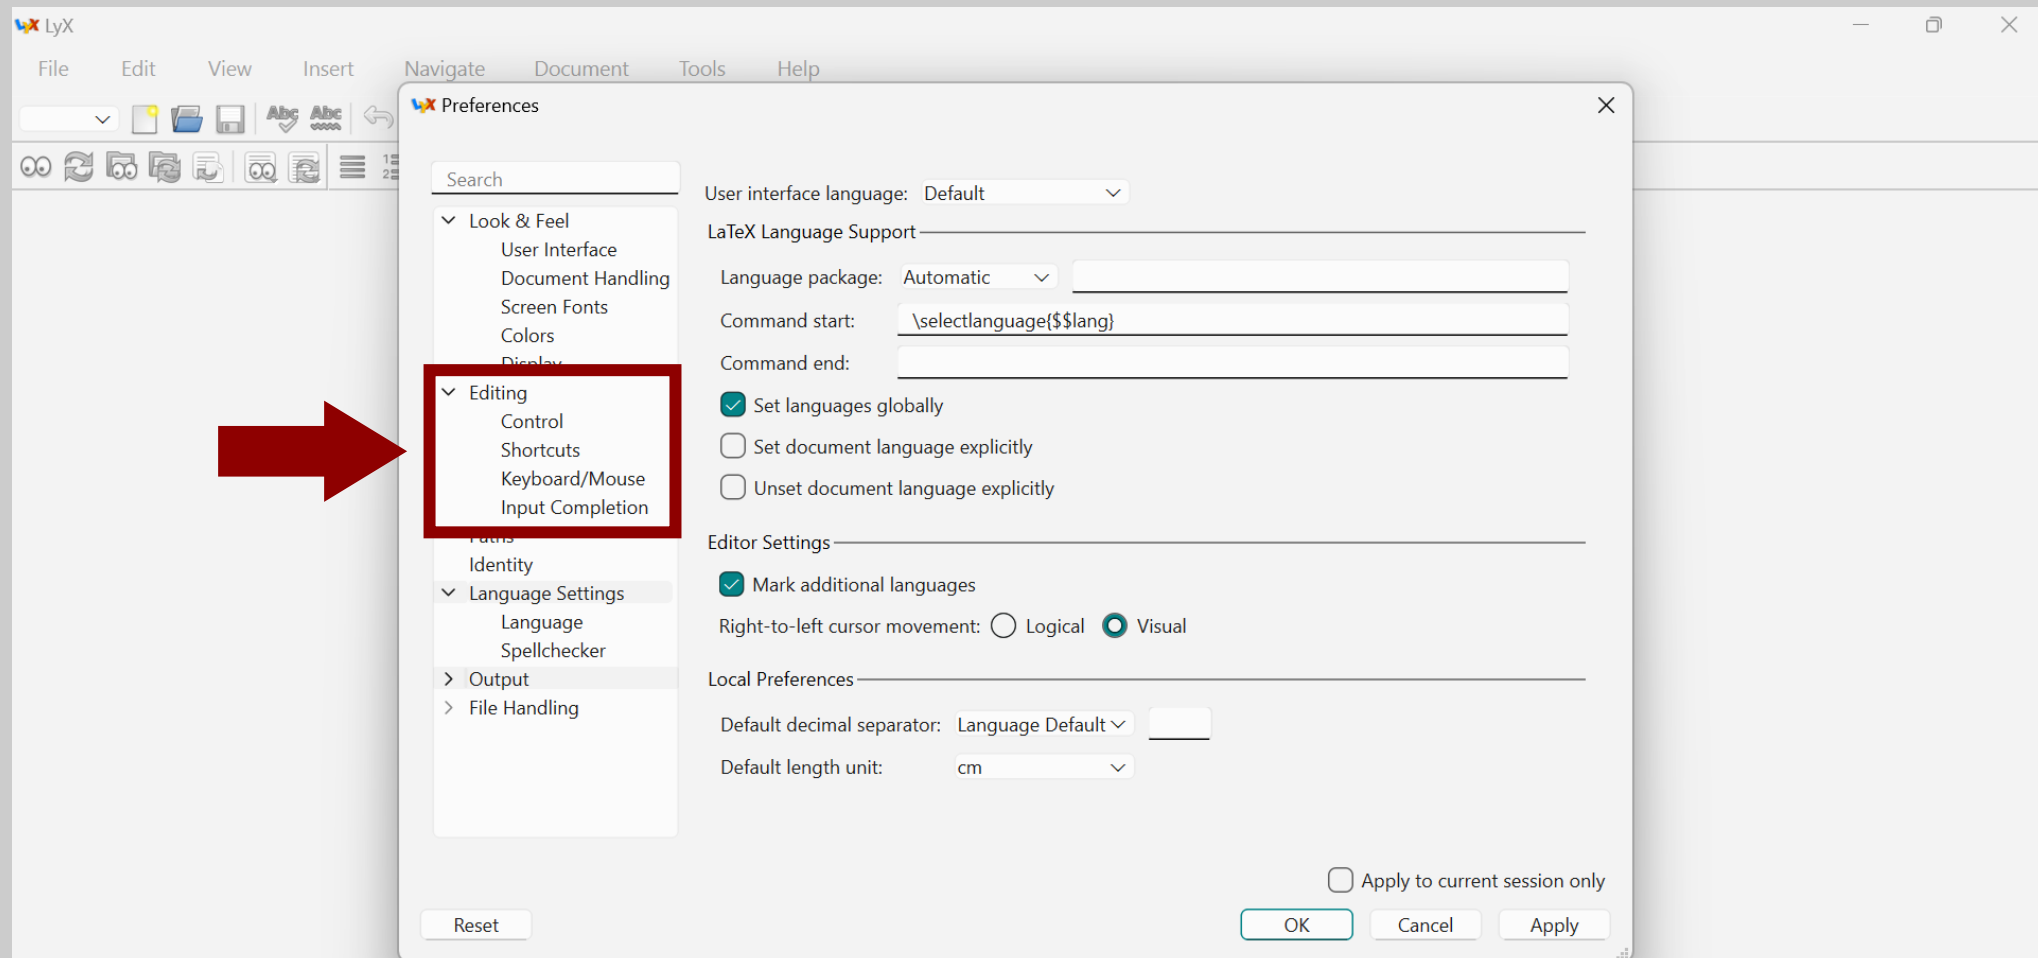 LyX
File Edit View Insert Navigate Document Tools Help
Preferences
Search
Look & Feel
User Interface
Document Handling
Screen Fonts
Colors
Display
Editing
Control
Shortcuts
Keyboard/Mouse
Input Completion
Paths
Identity
Language Settings
Language
Spellchecker
Output
File Handling
User interface language: Default
LaTeX Language Support
Language package: Automatic
Command start: \selectlanguage{$$lang}
Command end:
Set languages globally
Set document language explicitly
Unset document language explicitly
Editor Settings
Mark additional languages
Right-to-left cursor movement: Logical Visual
Local Preferences
Default decimal separator: Language Default
Default length unit: cm
Apply to current session only
Reset OK Cancel Apply